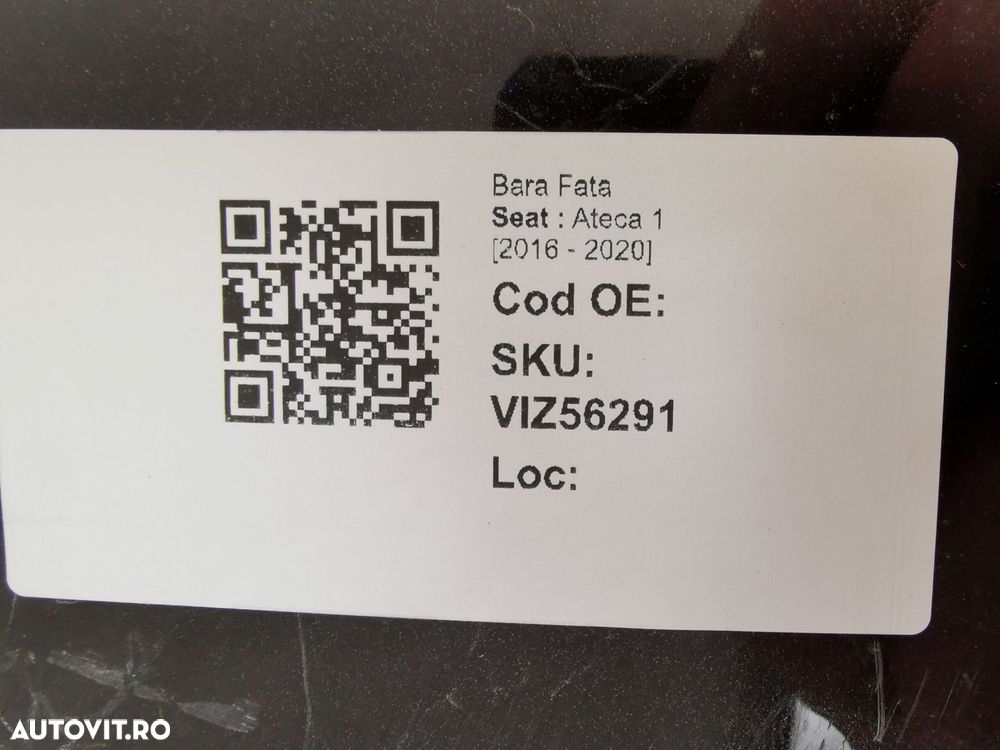 Bara Fata
Seat : Ateca 1
[2016 - 2020]
Cod OE:
SKU:
VIZ56291
Loc:
AUTOVIT.RO